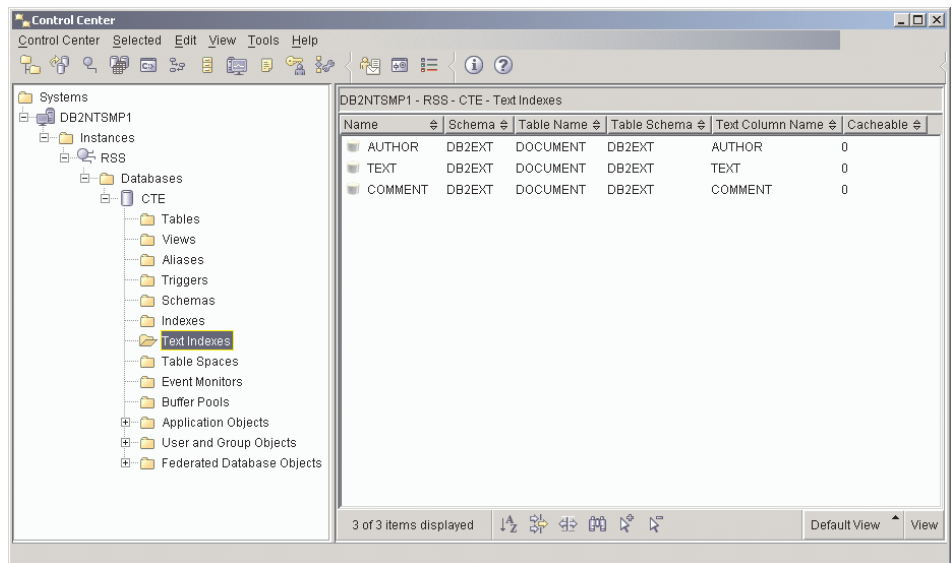 Control Center
Control Center Selected Edit View Tools Help
Systems
DB2NTSMP1
Instances
RSS
Databases
CTE
Tables
Views
Aliases
Triggers
Schemas
Indexes
Text Indexes
Table Spaces
Event Monitors
Buffer Pools
Application Objects
User and Group Objects
Federated Database Objects
DB2NTSMP1 - RSS - CTE - Text Indexes
Name Schema Table Name Table Schema Text Column Name Cacheable
AUTHOR DB2EXT DOCUMENT DB2EXT AUTHOR 0
TEXT DB2EXT DOCUMENT DB2EXT TEXT 0
COMMENT DB2EXT DOCUMENT DB2EXT COMMENT 0
3 of 3 items displayed Default View View